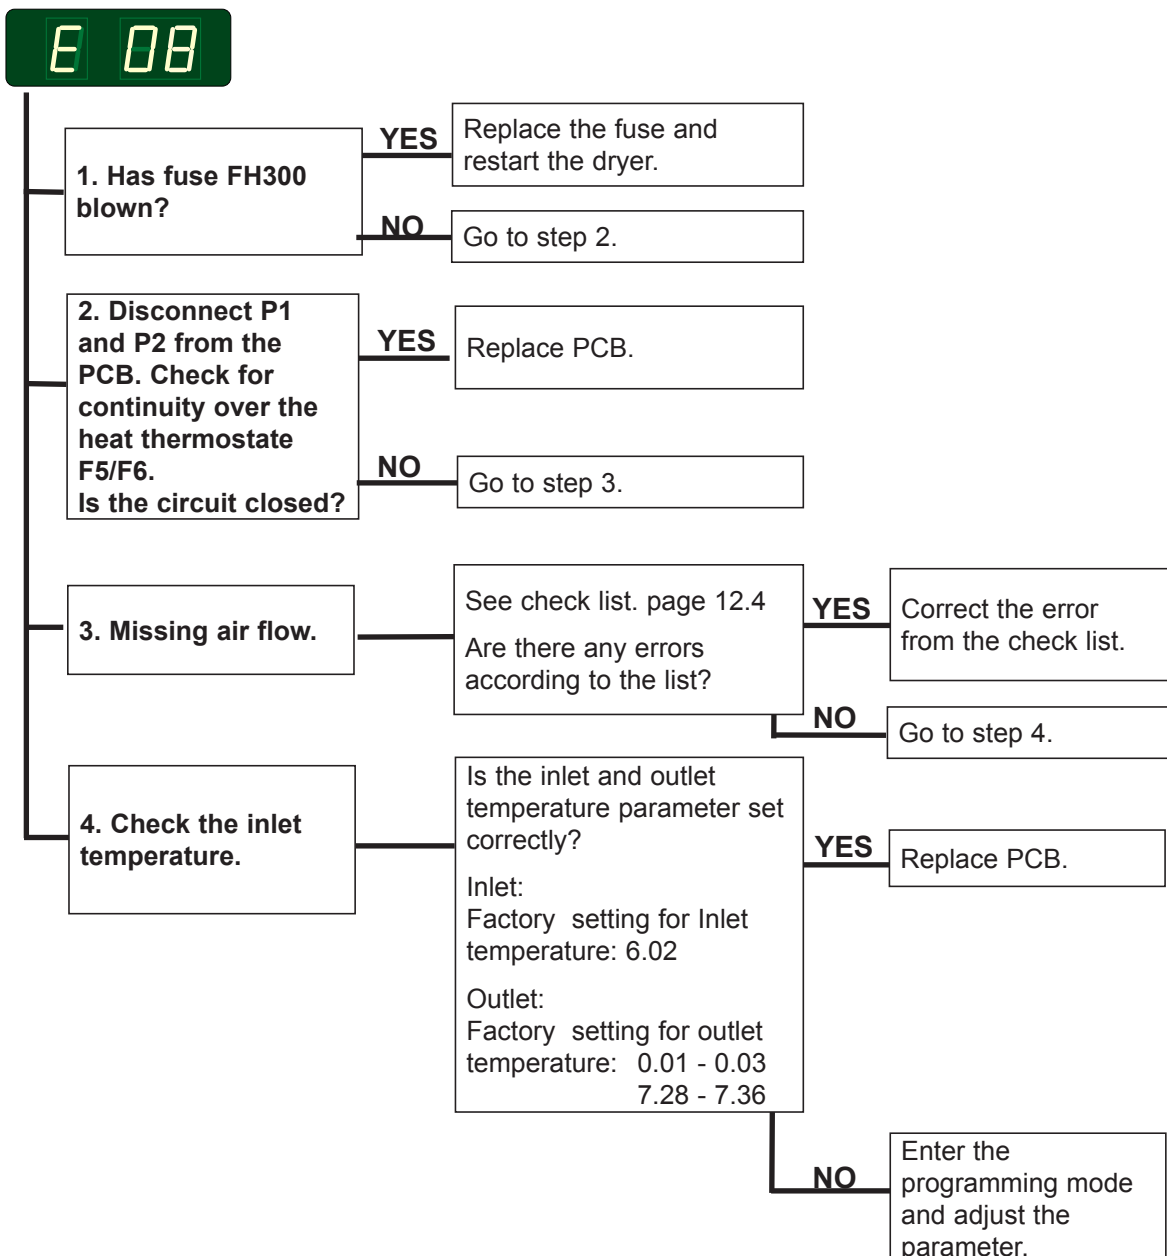 E 08
1. Has fuse FH300
blown?
YES
Replace the fuse and
restart the dryer.
NO
Go to step 2.
2. Disconnect P1
and P2 from the
PCB. Check for
continuity over the
heat thermostate
F5/F6.
Is the circuit closed?
YES
Replace PCB.
NO
Go to step 3.
3. Missing air flow.
See check list. page 12.4
Are there any errors
according to the list?
YES
Correct the error
from the check list.
NO
Go to step 4.
4. Check the inlet
temperature.
Is the inlet and outlet
temperature parameter set
correctly?
Inlet:
Factory setting for Inlet
temperature: 6.02
Outlet:
Factory setting for outlet
temperature: 0.01 - 0.03
7.28 - 7.36
YES
Replace PCB.
NO
Enter the
programming mode
and adjust the
parameter.